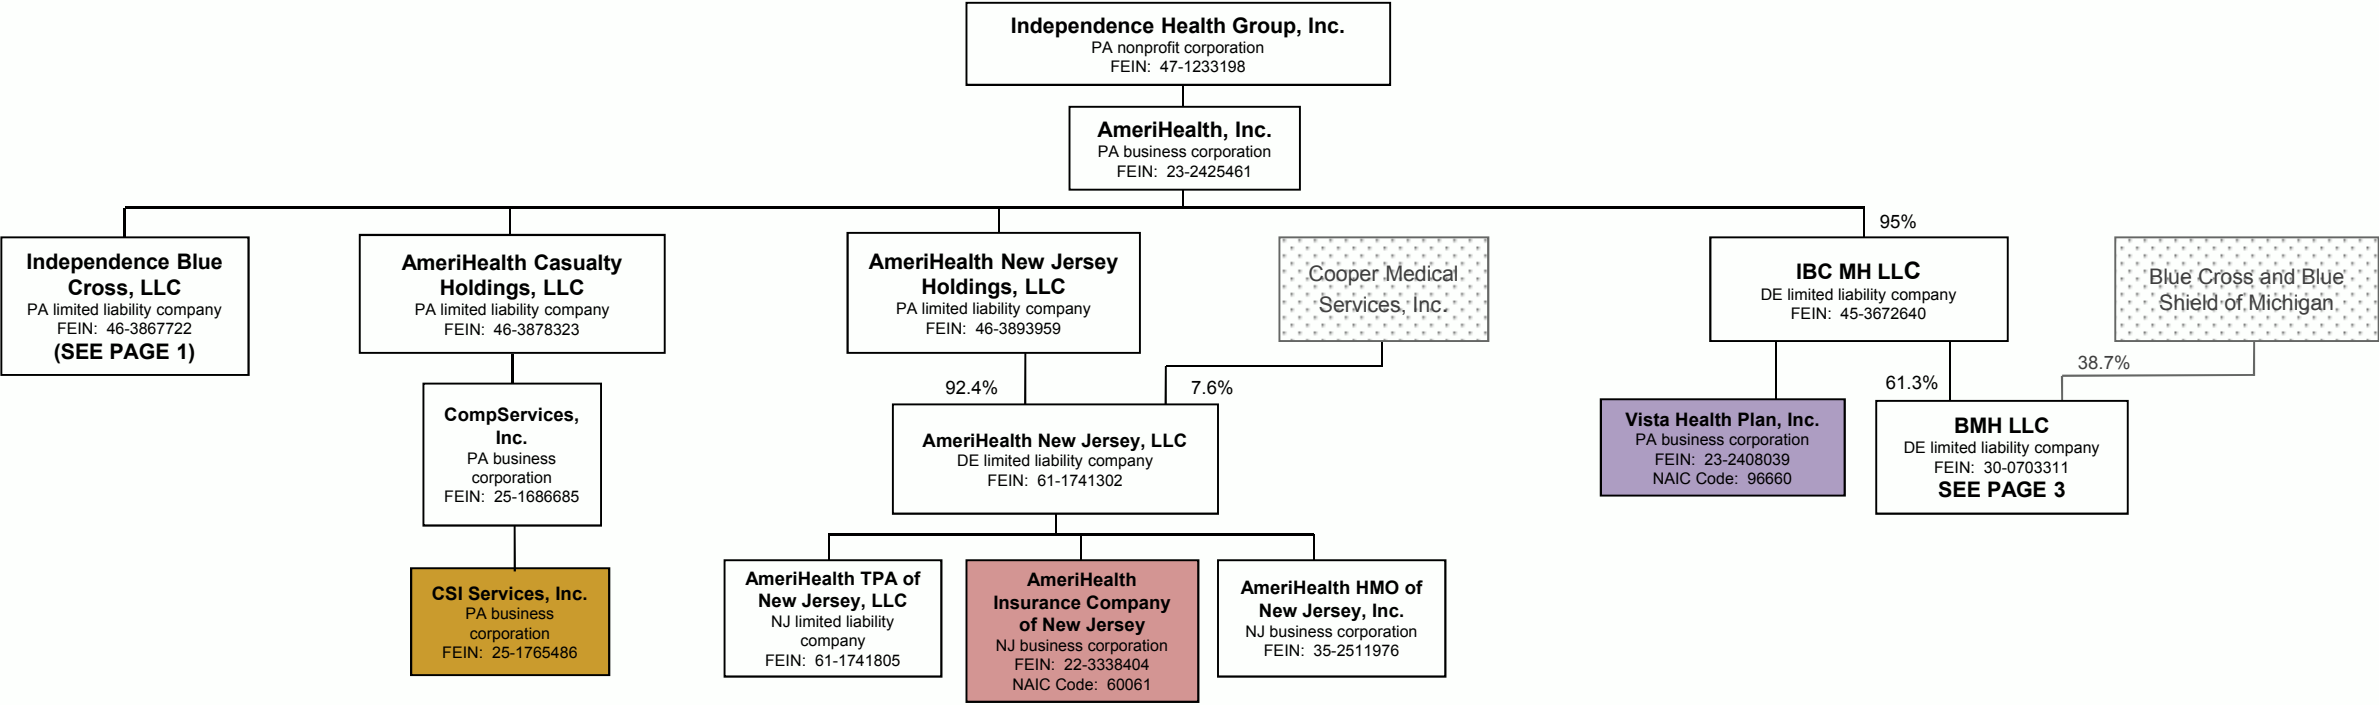 Independence Health Group, Inc.
PA nonprofit corporation
FEIN: 47-1233198
AmeriHealth, Inc.
PA business corporation
FEIN: 23-2425461
95%
Independence Blue
Cross, LLC
PA limited liability company
FEIN: 46-3867722
(SEE PAGE 1)
AmeriHealth Casualty
Holdings, LLC
PA limited liability company
FEIN: 46-3878323
AmeriHealth New Jersey
Holdings, LLC
PA limited liability company
FEIN: 46-3893959
Cooper Medical
Services, Inc.
IBC MH LLC
DE limited liability company
FEIN: 45-3672640
Blue Cross and Blue
Shield of Michigan
92.4%
7.6%
61.3%
38.7%
CompServices,
Inc.
PA business
corporation
FEIN: 25-1686685
AmeriHealth New Jersey, LLC
DE limited liability company
FEIN: 61-1741302
Vista Health Plan, Inc.
PA business corporation
FEIN: 23-2408039
NAIC Code: 96660
BMH LLC
DE limited liability company
FEIN: 30-0703311
SEE PAGE 3
CSI Services, Inc.
PA business
corporation
FEIN: 25-1765486
AmeriHealth TPA of
New Jersey, LLC
NJ limited liability
company
FEIN: 61-1741805
AmeriHealth
Insurance Company
of New Jersey
NJ business corporation
FEIN: 22-3338404
NAIC Code: 60061
AmeriHealth HMO of
New Jersey, Inc.
NJ business corporation
FEIN: 35-2511976